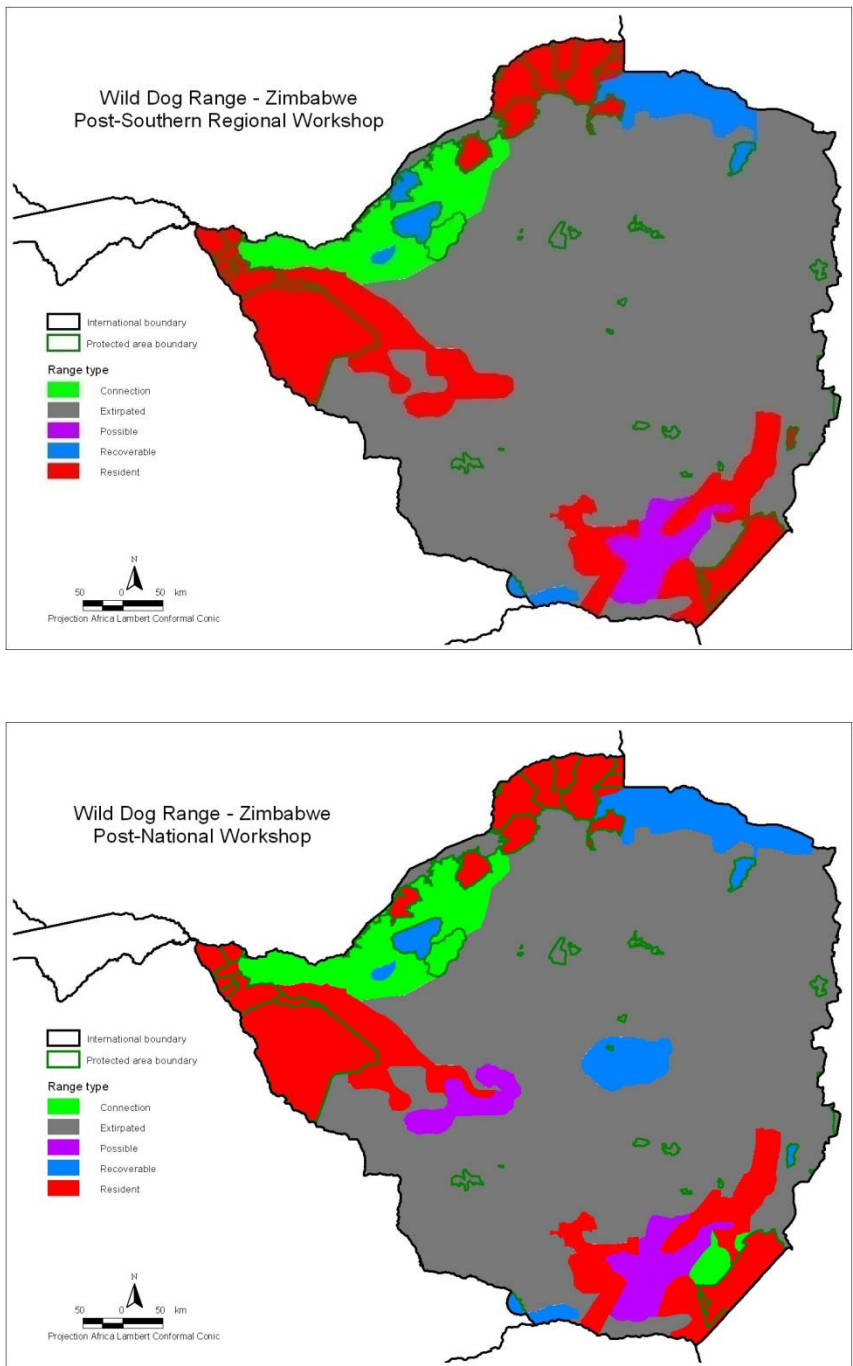 Wild Dog Range - Zimbabwe
Post-Southern Regional Workshop
International boundary
Protected area boundary
Range type
Connection
Extirpated
Possible
Recoverable
Resident
N
50 0 50 km
Projection Africa Lambert Conformal Conic
Wild Dog Range - Zimbabwe
Post-National Workshop
International boundary
Protected area boundary
Range type
Connection
Extirpated
Possible
Recoverable
Resident
N
50 0 50 km
Projection Africa Lambert Conformal Conic